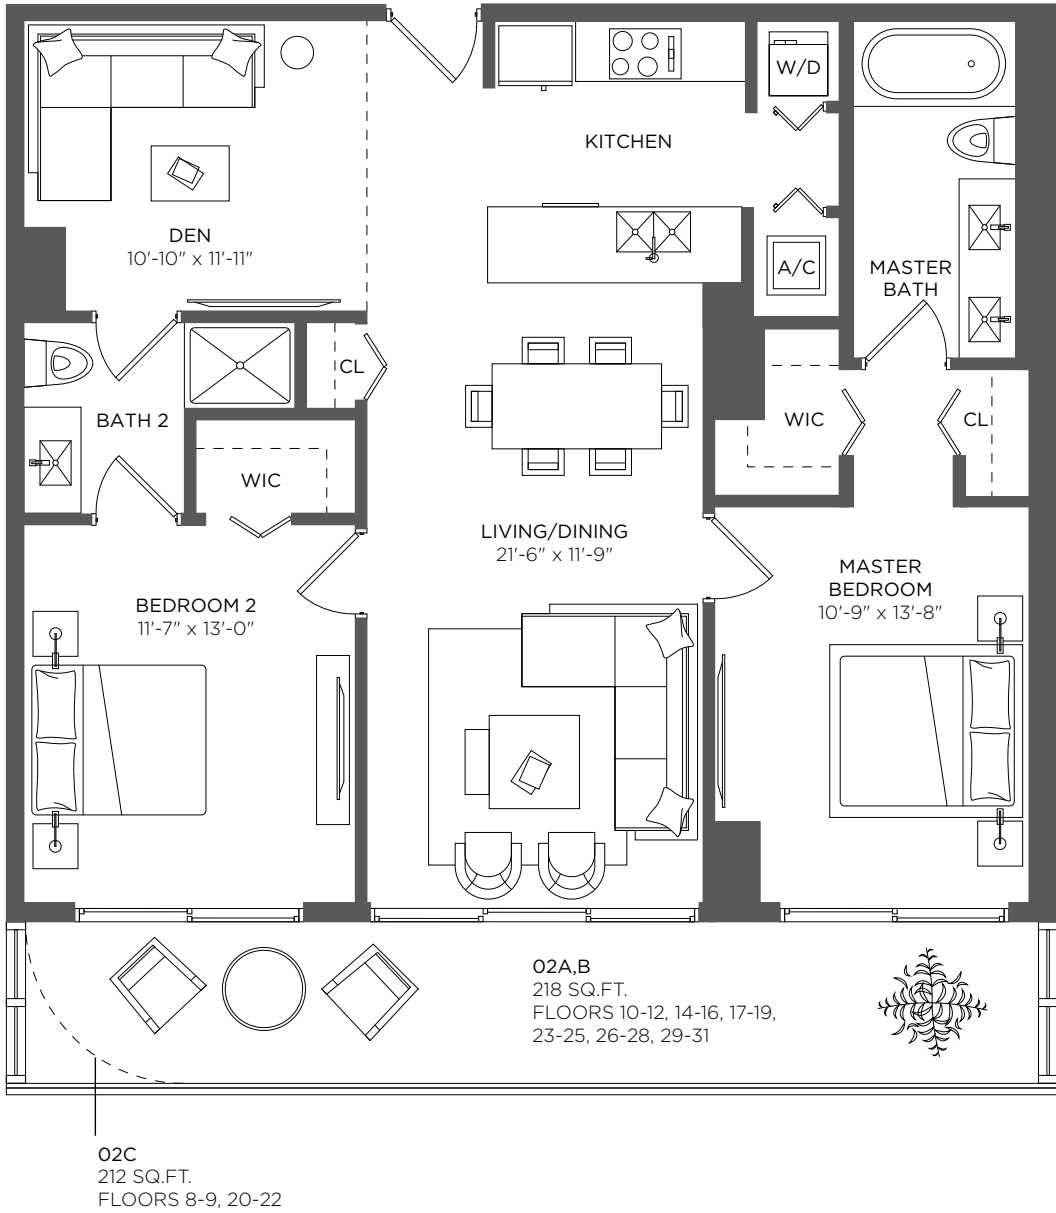 W/D
KITCHEN
DEN
10'-10" x 11'-11"
A/C
MASTER
BATH
CL
BATH 2
WIC
WIC
CL
LIVING/DINING
21'-6" x 11'-9"
MASTER
BEDROOM
10'-9" x 13'-8"
BEDROOM 2
11'-7" x 13'-0"
02A,B
218 SQ.FT.
FLOORS 10-12, 14-16, 17-19,
23-25, 26-28, 29-31
02C
212 SQ.FT.
FLOORS 8-9, 20-22